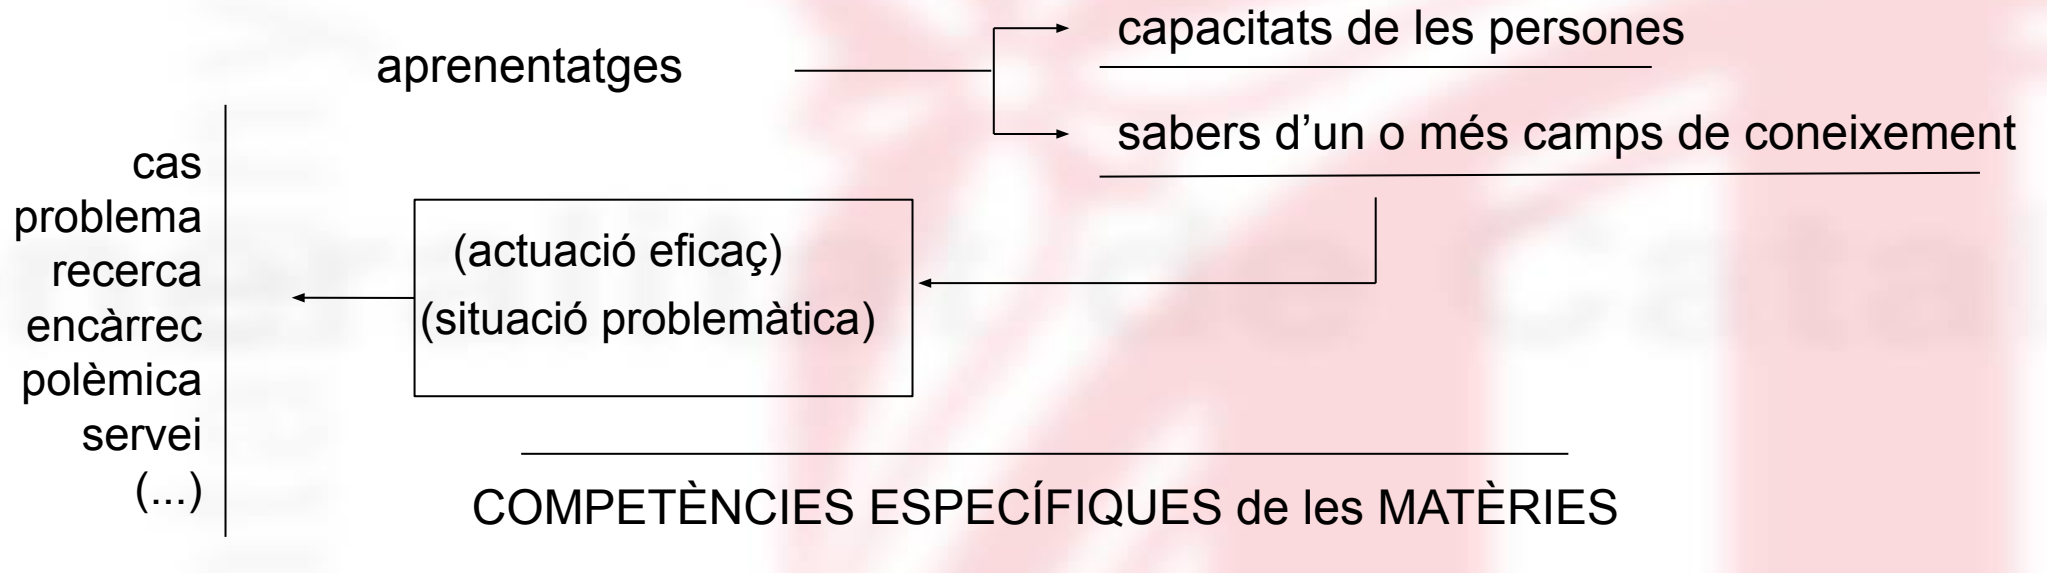 capacitats de les persones
aprenentatges
sabers d’un o més camps de coneixement
cas
problema
recerca
encàrrec
polèmica
servei
(...)
(actuació eficaç)
(situació problemàtica)
COMPETÈNCIES ESPECÍFIQUES de les MATÈRIES